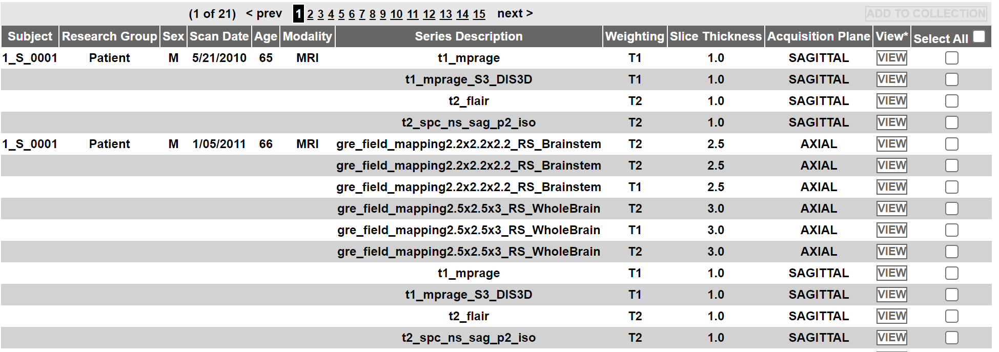 (1 of 21) < prev 1 2 3 4 5 6 7 8 9 10 11 12 13 14 15 next > ADD TO COLLECTION
Subject Research Group Sex Scan Date Age Modality Series Description Weighting Slice Thickness Acquisition Plane View* Select All
1_S_0001 Patient M 5/21/2010 65 MRI t1_mprage T1 1.0 SAGITTAL VIEW
t1_mprage_S3_DIS3D T1 1.0 SAGITTAL VIEW
t2_flair T2 1.0 SAGITTAL VIEW
t2_spc_ns_sag_p2_iso T2 1.0 SAGITTAL VIEW
1_S_0001 Patient M 1/05/2011 66 MRI gre_field_mapping2.2x2.2x2.2_RS_Brainstem T2 2.5 AXIAL VIEW
gre_field_mapping2.2x2.2x2.2_RS_Brainstem T2 2.5 AXIAL VIEW
gre_field_mapping2.2x2.2x2.2_RS_Brainstem T1 2.5 AXIAL VIEW
gre_field_mapping2.5x2.5x3_RS_WholeBrain T2 3.0 AXIAL VIEW
gre_field_mapping2.5x2.5x3_RS_WholeBrain T1 3.0 AXIAL VIEW
gre_field_mapping2.5x2.5x3_RS_WholeBrain T2 3.0 AXIAL VIEW
t1_mprage T1 1.0 SAGITTAL VIEW
t1_mprage_S3_DIS3D T1 1.0 SAGITTAL VIEW
t2_flair T2 1.0 SAGITTAL VIEW
t2_spc_ns_sag_p2_iso T2 1.0 SAGITTAL VIEW